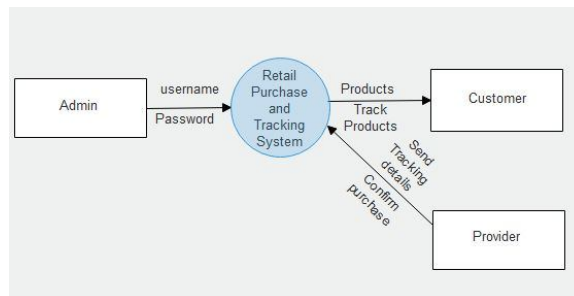 Admin
username
Password
Retail
Purchase
and
Tracking
System
Products
Track
Products
Customer
Send
Tracking
details
Confirm
purchase
Provider